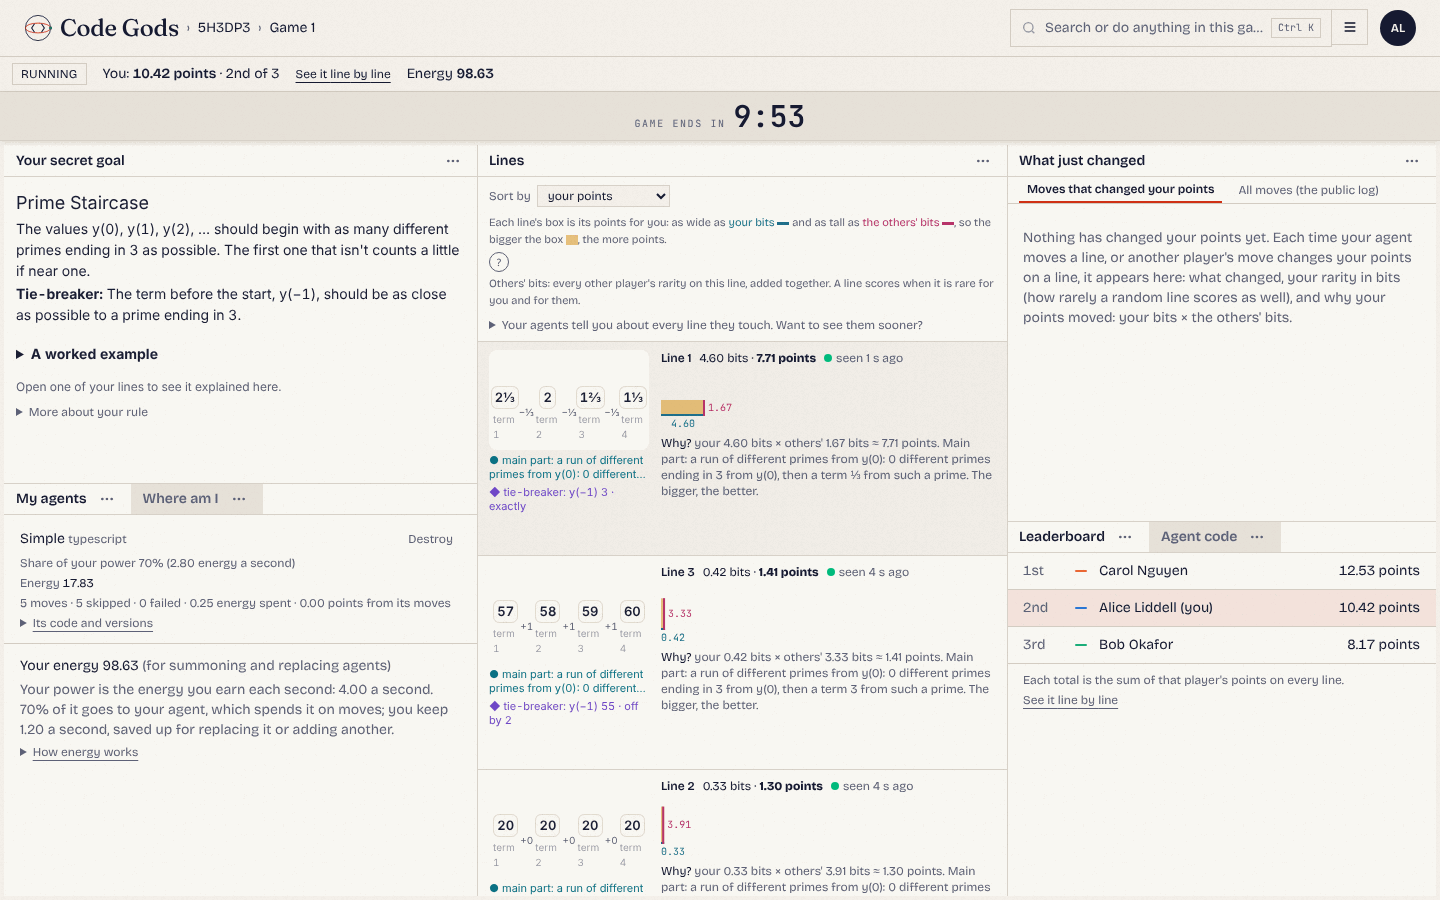 Code Gods › 5H3DP3 › Game 1
Search or do anything in this ga... Ctrl K
AL
RUNNING You: 10.42 points · 2nd of 3 See it line by line Energy 98.63
GAME ENDS IN 9:53
Your secret goal
Prime Staircase
The values y(0), y(1), y(2), ... should begin with as many different
primes ending in 3 as possible. The first one that isn't counts a little
if near one.
Tie-breaker: The term before the start, y(−1), should be as close
as possible to a prime ending in 3.
A worked example
Open one of your lines to see it explained here.
More about your rule
My agents
Where am I
Simple typescript Destroy
Share of your power 70% (2.80 energy a second)
Energy 17.83
5 moves · 5 skipped · 0 failed · 0.25 energy spent · 0.00 points from its moves
Its code and versions
Your energy 98.63 (for summoning and replacing agents)
Your power is the energy you earn each second: 4.00 a second.
70% of it goes to your agent, which spends it on moves; you keep
1.20 a second, saved up for replacing it or adding another.
How energy works
Lines
Sort by your points
Each line's box is its points for you: as wide as your bits and as tall as the others' bits, so the
bigger the box, the more points.
?
Others' bits: every other player's rarity on this line, added together. A line scores when it is rare for
you and for them.
Your agents tell you about every line they touch. Want to see them sooner?
Line 1 4.60 bits · 7.71 points seen 1 s ago
2⅓ −⅓ 2 −⅓ 1⅔ −⅓ 1⅓
term term term term
1 2 3 4
1.67
4.60
main part: a run of different
primes from y(0): 0 different...
tie-breaker: y(−1) 3 ·
exactly
Why? your 4.60 bits × others' 1.67 bits ≈ 7.71 points. Main
part: a run of different primes from y(0): 0 different primes
ending in 3 from y(0), then a term ⅓ from such a prime. The
bigger, the better.
Line 3 0.42 bits · 1.41 points seen 4 s ago
57 +1 58 +1 59 +1 60
term term term term
1 2 3 4
3.33
0.42
main part: a run of different
primes from y(0): 0 different...
tie-breaker: y(−1) 55 · off
by 2
Why? your 0.42 bits × others' 3.33 bits ≈ 1.41 points. Main
part: a run of different primes from y(0): 0 different primes
ending in 3 from y(0), then a term 3 from such a prime. The
bigger, the better.
Line 2 0.33 bits · 1.30 points seen 4 s ago
20 +0 20 +0 20 +0 20
term term term term
1 2 3 4
3.91
0.33
main part: a run of different
Why? your 0.33 bits × others' 3.91 bits ≈ 1.30 points. Main
part: a run of different primes from y(0): 0 different primes
What just changed
Moves that changed your points
All moves (the public log)
Nothing has changed your points yet. Each time your agent
moves a line, or another player's move changes your points
on a line, it appears here: what changed, your rarity in bits
(how rarely a random line scores as well), and why your
points moved: your bits × the others' bits.
Leaderboard
Agent code
1st Carol Nguyen 12.53 points
2nd Alice Liddell (you) 10.42 points
3rd Bob Okafor 8.17 points
Each total is the sum of that player's points on every line.
See it line by line